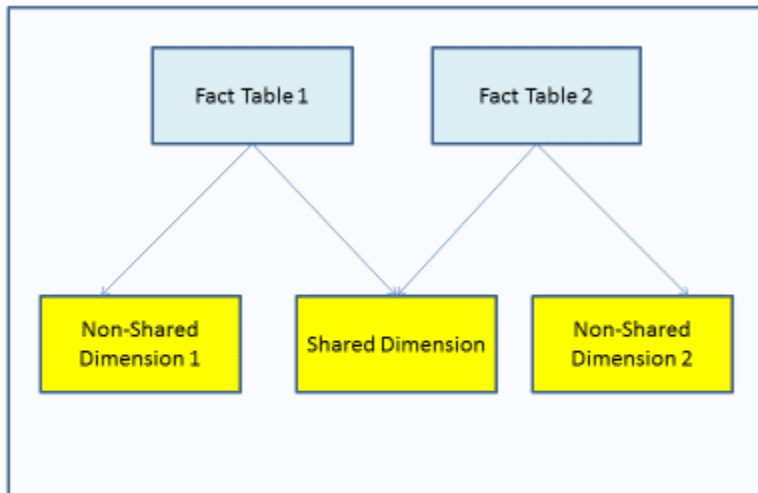 Fact Table 1
Fact Table 2
Non-Shared
Dimension 1
Shared Dimension
Non-Shared
Dimension 2